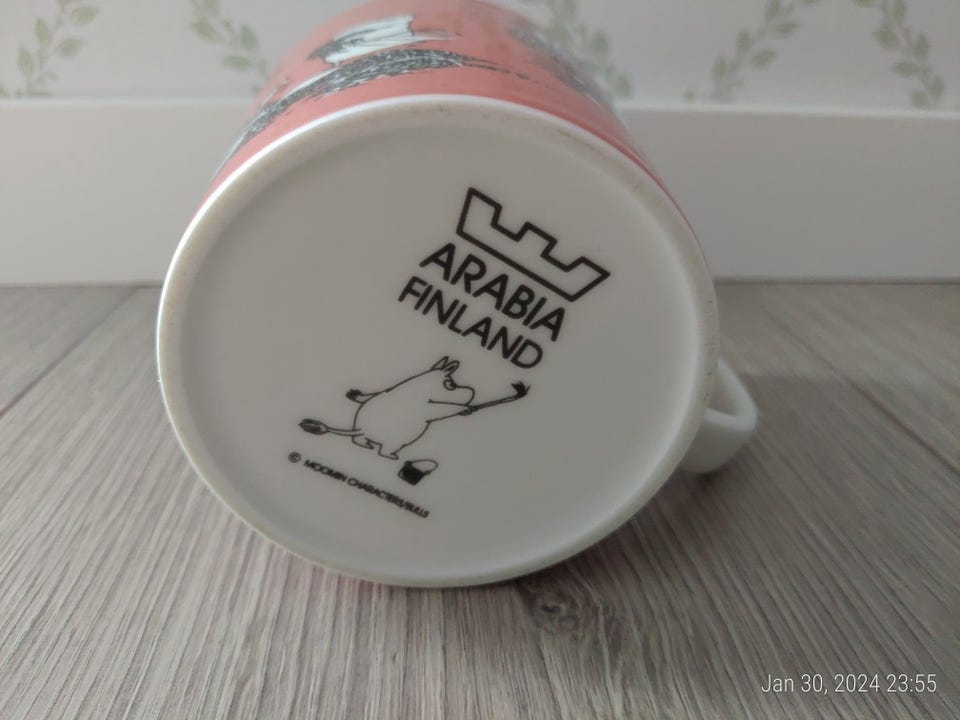 ARABIA
FINLAND
© MOOMIN CHARACTERS/BULLS
Jan 30, 2024 23:55